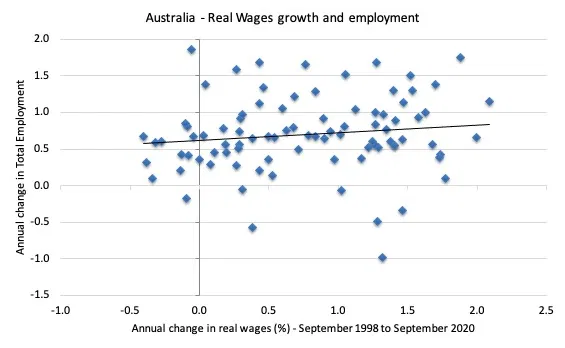 Australia - Real Wages growth and employment
2.0
1.5
1.0
0.5
0.0
-0.5
-1.0
-1.5
Annual change in Total Employment
-1.0 -0.5 0.0 0.5 1.0 1.5 2.0 2.5
Annual change in real wages (%) - September 1998 to September 2020